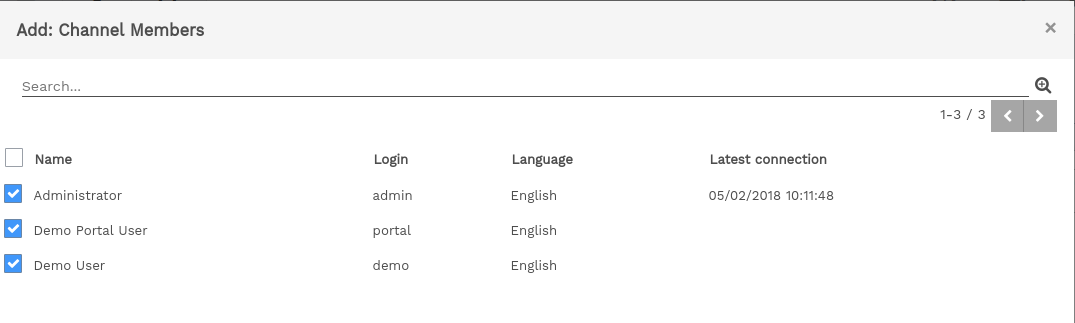 Add: Channel Members
×
Search...
1-3 / 3
Name Login Language Latest connection
Administrator admin English 05/02/2018 10:11:48
Demo Portal User portal English
Demo User demo English